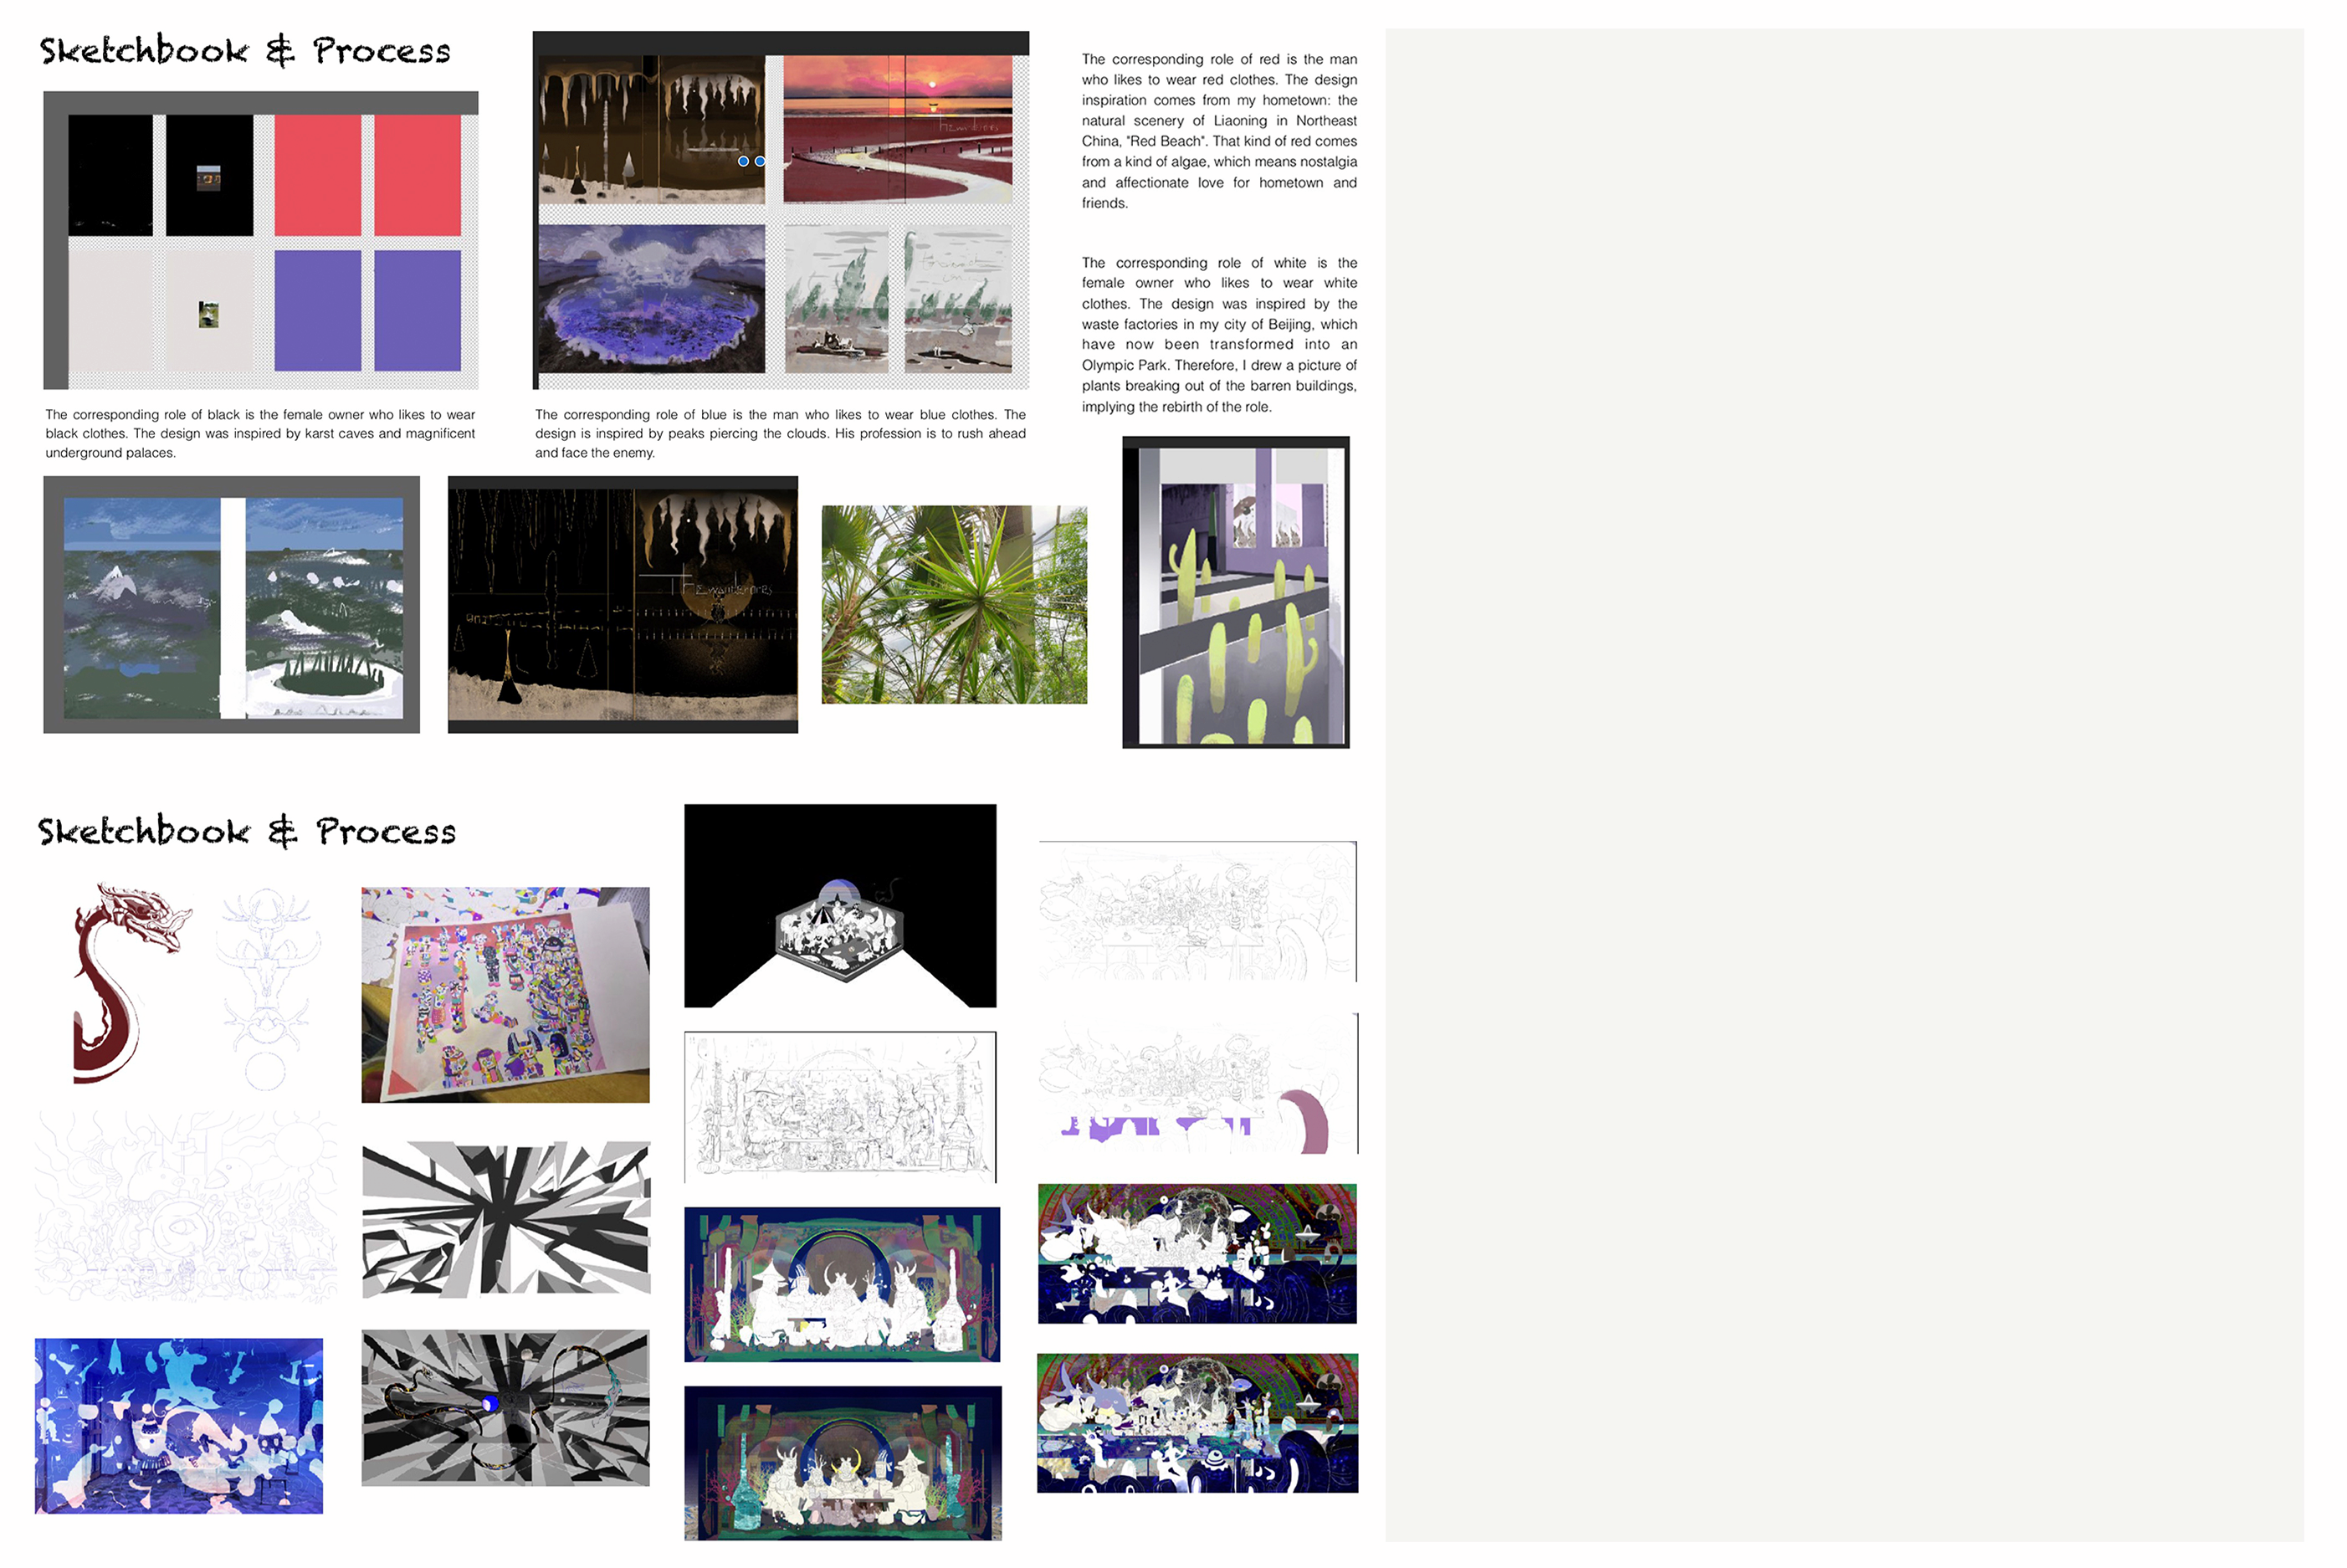 Sketchbook & Process
The corresponding role of black is the female owner who likes to wear
black clothes. The design was inspired by karst caves and magnificent
underground palaces.
The corresponding role of blue is the man who likes to wear blue clothes. The
design is inspired by peaks piercing the clouds. His profession is to rush ahead
and face the enemy.
The corresponding role of red is the man
who likes to wear red clothes. The design
inspiration comes from my hometown: the
natural scenery of Liaoning in Northeast
China, "Red Beach". That kind of red comes
from a kind of algae, which means nostalgia
and affectionate love for hometown and
friends.
The corresponding role of white is the
female owner who likes to wear white
clothes. The design was inspired by the
waste factories in my city of Beijing, which
have now been transformed into an
Olympic Park. Therefore, I drew a picture of
plants breaking out of the barren buildings,
implying the rebirth of the role.
Sketchbook & Process